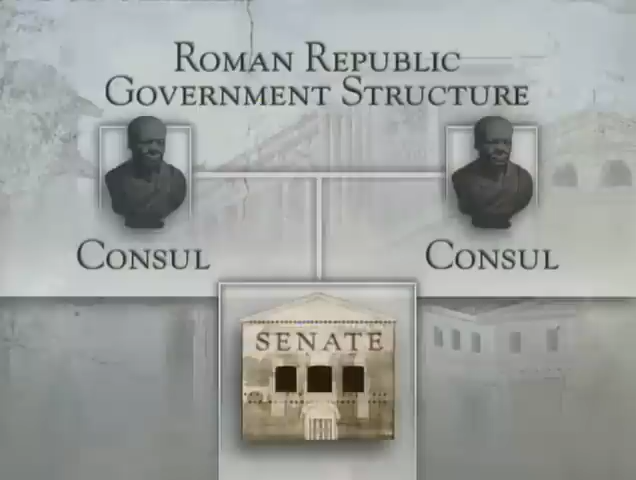 ROMAN REPUBLIC
GOVERNMENT STRUCTURE
CONSUL
CONSUL
SENATE